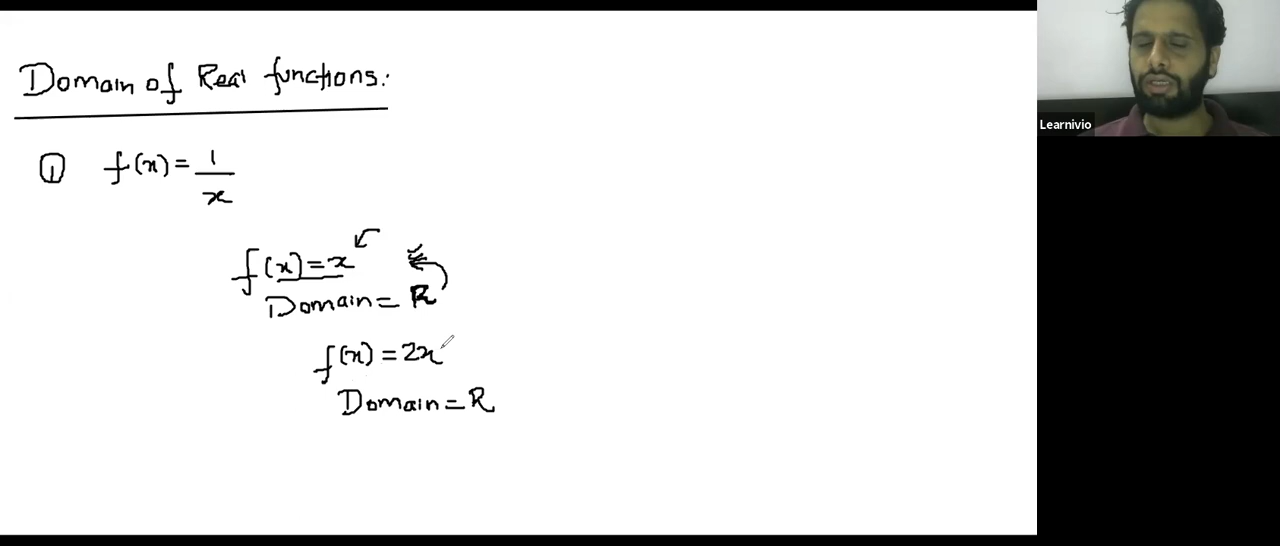 Domain of Real functions:
① f(x) = 1/x
f(x) = x
Domain = R
f(x) = 2x
Domain = R
Learnivio